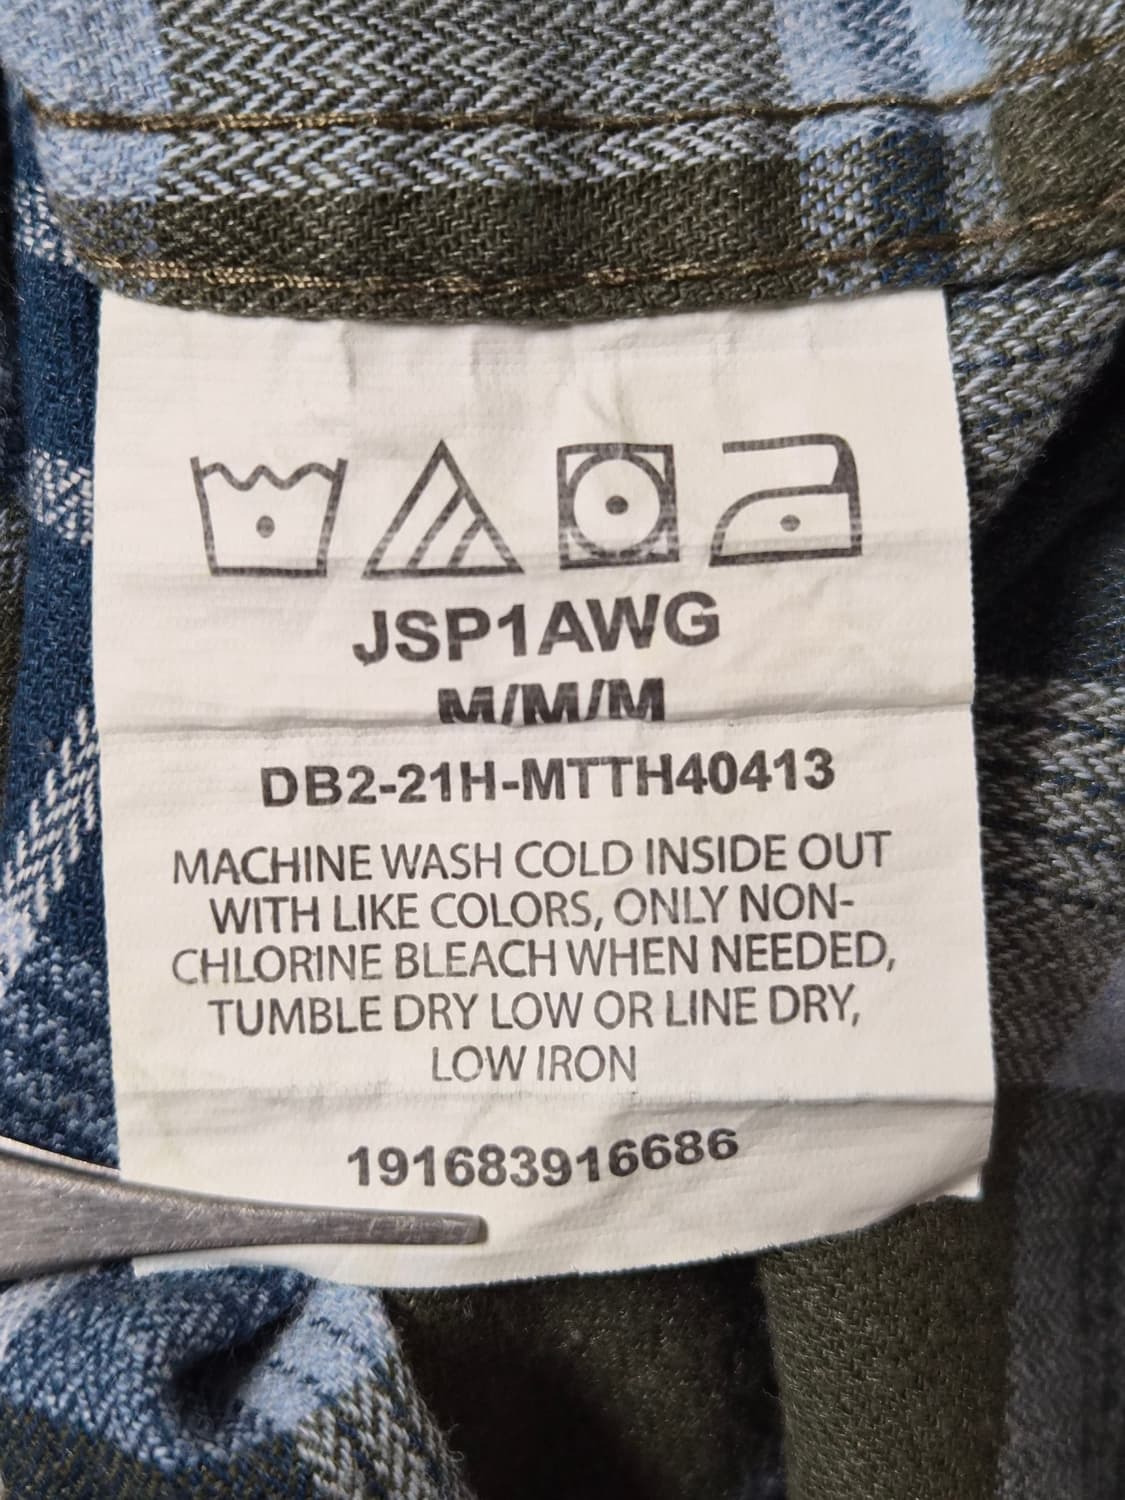 JSP1AWG
M/M/M
DB2-21H-MTTH40413
MACHINE WASH COLD INSIDE OUT
WITH LIKE COLORS, ONLY NON-
CHLORINE BLEACH WHEN NEEDED,
TUMBLE DRY LOW OR LINE DRY,
LOW IRON
191683916686